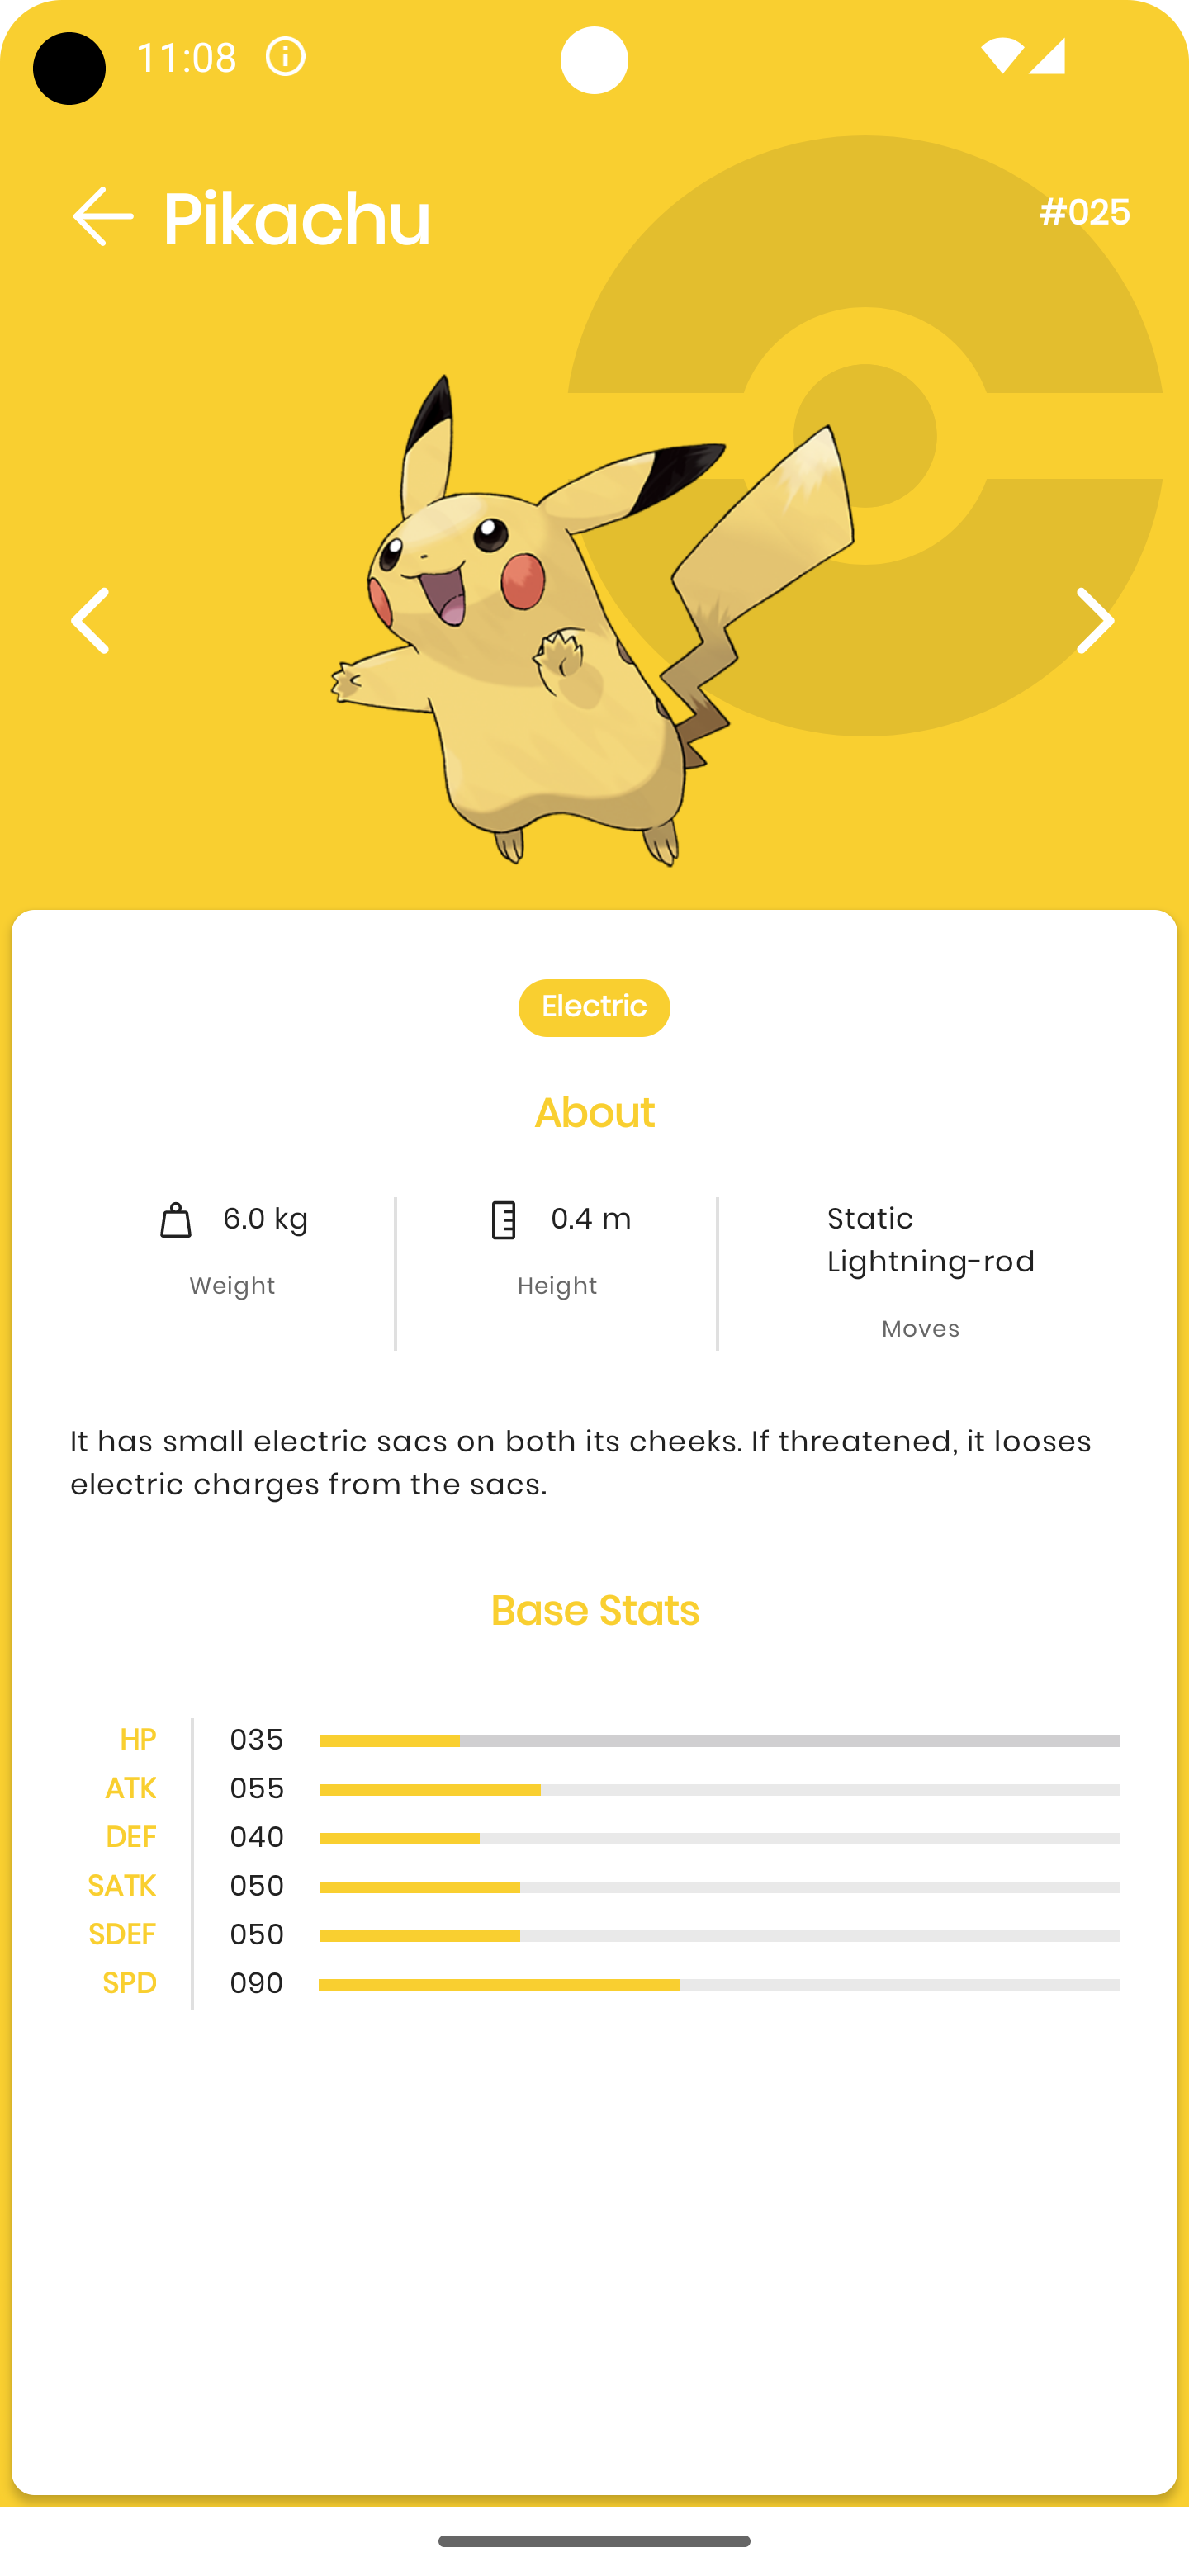 11:08
Pikachu
#025
Electric
About
6.0 kg
Weight
0.4 m
Height
Static
Lightning-rod
Moves
It has small electric sacs on both its cheeks. If threatened, it looses
electric charges from the sacs.
Base Stats
HP 035
ATK 055
DEF 040
SATK 050
SDEF 050
SPD 090